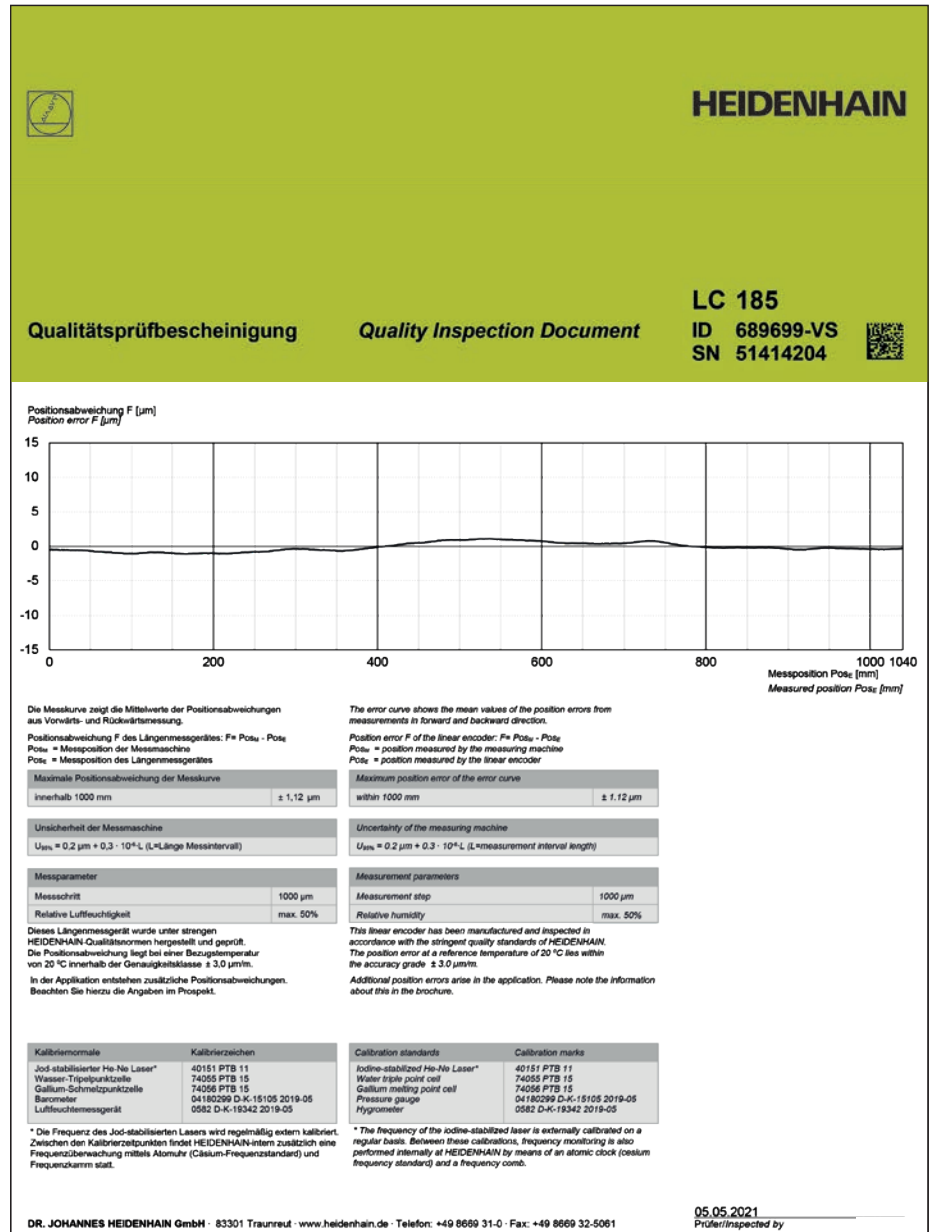 HEIDENHAIN
LC 185
Qualitätsprüfbescheinigung Quality Inspection Document ID 689699-VS
SN 51414204
Positionsabweichung F [µm]
Position error F [µm]
15
10
5
0
-5
-10
-15
0 200 400 600 800 1000 1040
Messposition PosE [mm]
Measured position PosE [mm]
Die Messkurve zeigt die Mittelwerte der Positionsabweichungen
aus Vorwärts- und Rückwärtsmessung.
Positionsabweichung F des Längenmessgerätes: F= PosM - PosE
PosM = Messposition der Messmaschine
PosE = Messposition des Längenmessgerätes
The error curve shows the mean values of the position errors from
measurements in forward and backward direction.
Position error F of the linear encoder: F= PosM - PosE
PosM = position measured by the measuring machine
PosE = position measured by the linear encoder
Maximale Positionsabweichung der Messkurve
innerhalb 1000 mm ± 1,12 µm
Maximum position error of the error curve
within 1000 mm ± 1.12 µm
Unsicherheit der Messmaschine
U95% = 0,2 µm + 0,3 · 10-6·L (L=Länge Messintervall)
Uncertainty of the measuring machine
U95% = 0.2 µm + 0.3 · 10-6·L (L=measurement interval length)
Messparameter
Messschritt 1000 µm
Relative Luftfeuchtigkeit max. 50%
Measurement parameters
Measurement step 1000 µm
Relative humidity max. 50%
Dieses Längenmessgerät wurde unter strengen
HEIDENHAIN-Qualitätsnormen hergestellt und geprüft.
Die Positionsabweichung liegt bei einer Bezugstemperatur
von 20 °C innerhalb der Genauigkeitsklasse ± 3,0 µm/m.
In der Applikation entstehen zusätzliche Positionsabweichungen.
Beachten Sie hierzu die Angaben im Prospekt.
This linear encoder has been manufactured and inspected in
accordance with the stringent quality standards of HEIDENHAIN.
The position error at a reference temperature of 20 °C lies within
the accuracy grade ± 3.0 µm/m.
Additional position errors arise in the application. Please note the information
about this in the brochure.
Kalibriernormale Kalibrierzeichen
Jod-stabilisierter He-Ne Laser* 40151 PTB 11
Wasser-Tripelpunktzelle 74055 PTB 15
Gallium-Schmelzpunktzelle 74056 PTB 15
Barometer 04180299 D-K-15105 2019-05
Luftfeuchtemessgerät 0582 D-K-19342 2019-05
Calibration standards Calibration marks
Iodine-stabilized He-Ne Laser* 40151 PTB 11
Water triple point cell 74055 PTB 15
Gallium melting point cell 74056 PTB 15
Pressure gauge 04180299 D-K-15105 2019-05
Hygrometer 0582 D-K-19342 2019-05
* Die Frequenz des Jod-stabilisierten Lasers wird regelmäßig extern kalibriert.
Zwischen den Kalibrierzeitpunkten findet HEIDENHAIN-intern zusätzlich eine
Frequenzüberwachung mittels Atomuhr (Cäsium-Frequenzstandard) und
Frequenzkamm statt.
* The frequency of the iodine-stabilized laser is externally calibrated on a
regular basis. Between these calibrations, frequency monitoring is also
performed internally at HEIDENHAIN by means of an atomic clock (cesium
frequency standard) and a frequency comb.
05.05.2021
Prüfer/Inspected by
DR. JOHANNES HEIDENHAIN GmbH · 83301 Traunreut · www.heidenhain.de · Telefon: +49 8669 31-0 · Fax: +49 8669 32-5061